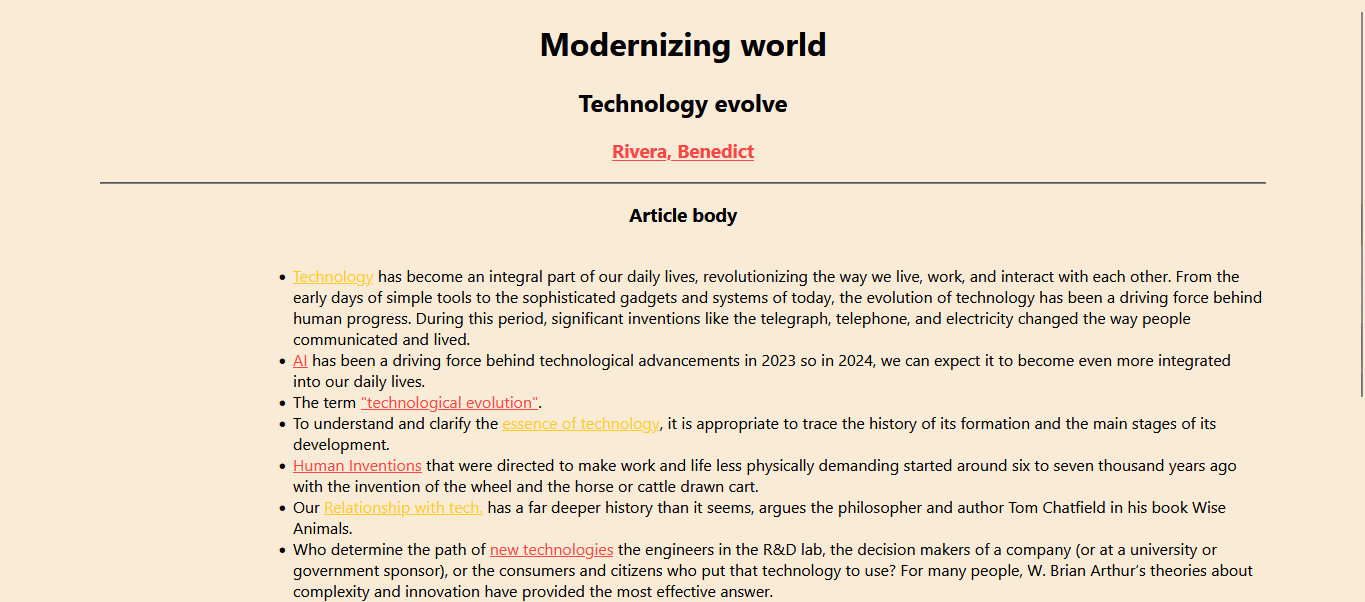 Modernizing world
Technology evolve
Rivera, Benedict
Article body
• Technology has become an integral part of our daily lives, revolutionizing the way we live, work, and interact with each other. From the
early days of simple tools to the sophisticated gadgets and systems of today, the evolution of technology has been a driving force behind
human progress. During this period, significant inventions like the telegraph, telephone, and electricity changed the way people
communicated and lived.
• AI has been a driving force behind technological advancements in 2023 so in 2024, we can expect it to become even more integrated
into our daily lives.
• The term "technological evolution".
• To understand and clarify the essence of technology, it is appropriate to trace the history of its formation and the main stages of its
development.
• Human Inventions that were directed to make work and life less physically demanding started around six to seven thousand years ago
with the invention of the wheel and the horse or cattle drawn cart.
• Our Relationship with tech. has a far deeper history than it seems, argues the philosopher and author Tom Chatfield in his book Wise
Animals.
• Who determine the path of new technologies the engineers in the R&D lab, the decision makers of a company (or at a university or
government sponsor), or the consumers and citizens who put that technology to use? For many people, W. Brian Arthur's theories about
complexity and innovation have provided the most effective answer.